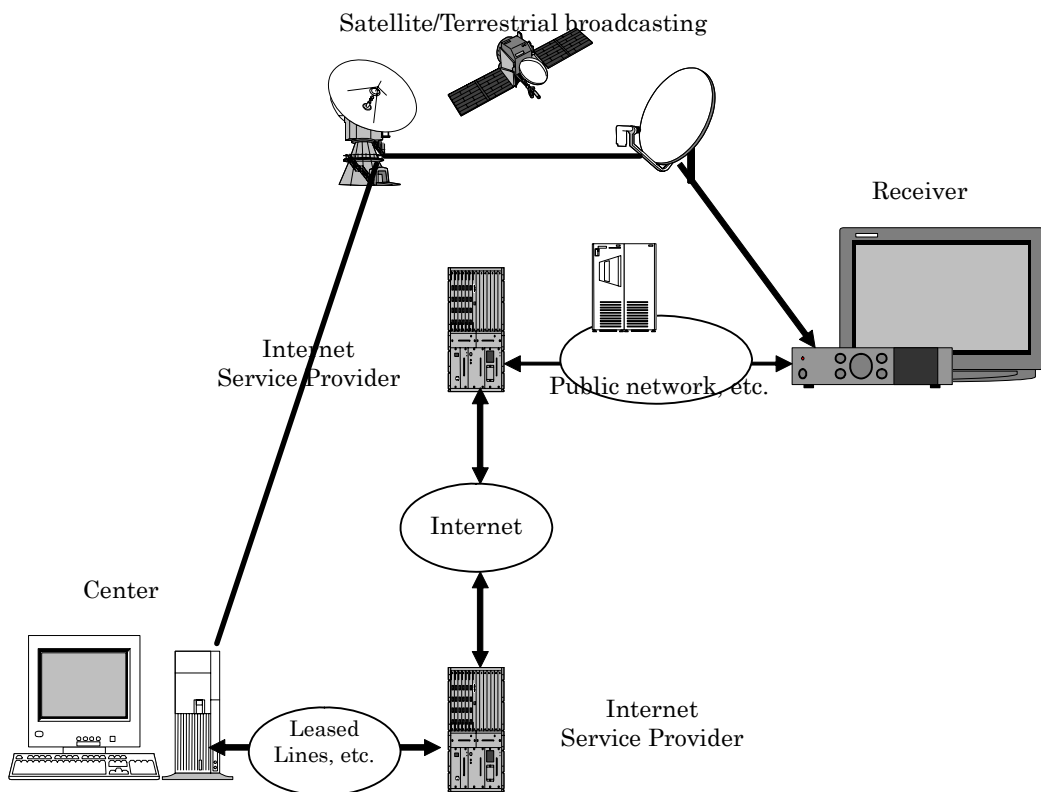 Satellite/Terrestrial broadcasting
Receiver
Internet
Service Provider
Public network, etc.
Internet
Center
Leased
Lines, etc.
Internet
Service Provider